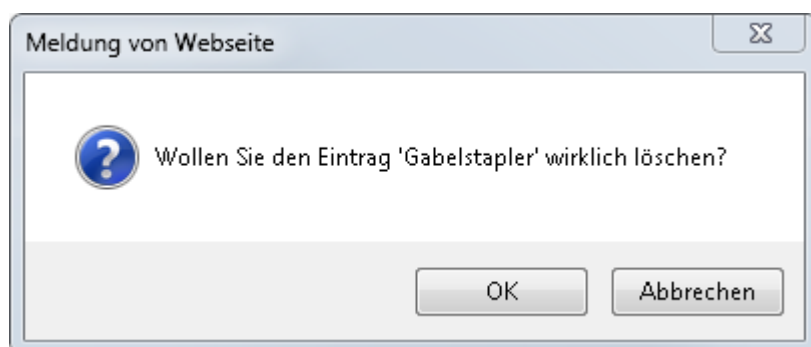 Meldung von Webseite
Wollen Sie den Eintrag 'Gabelstapler' wirklich löschen?
OK
Abbrechen